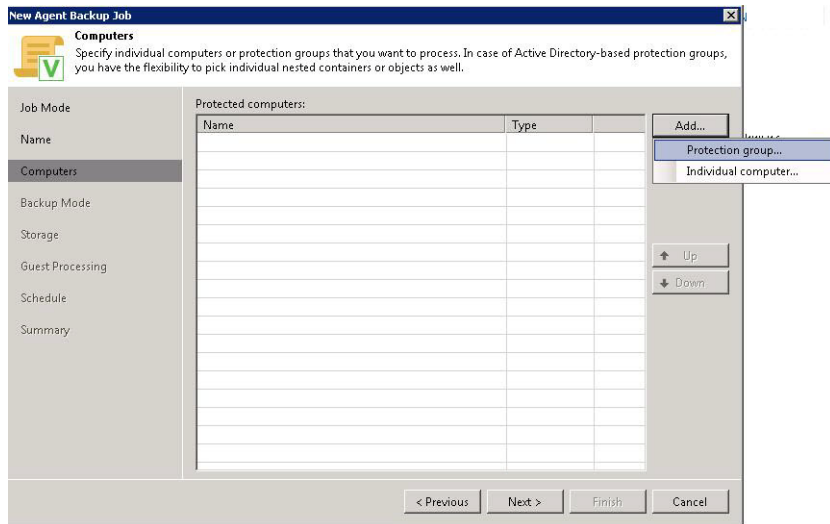 New Agent Backup Job
Computers
Specify individual computers or protection groups that you want to process. In case of Active Directory-based protection groups,
you have the flexibility to pick individual nested containers or objects as well.
Job Mode
Name
Computers
Backup Mode
Storage
Guest Processing
Schedule
Summary
Protected computers:
Name Type
Add...
Protection group...
Individual computer...
Up
Down
< Previous Next > Finish Cancel